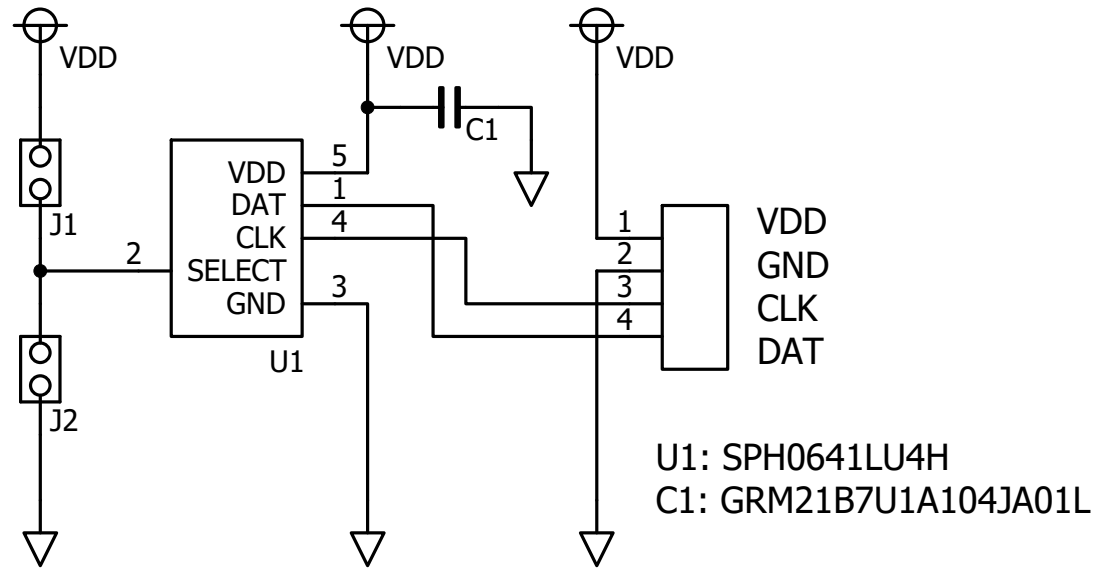 VDD
VDD
VDD
C1
J1
2
VDD
DAT
CLK
SELECT
GND
5
1
4
3
U1
J2
1
2
3
4
VDD
GND
CLK
DAT
U1: SPH0641LU4H
C1: GRM21B7U1A104JA01L